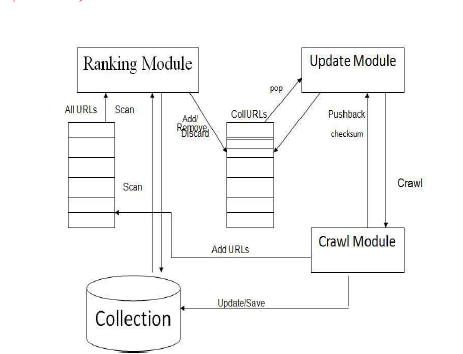 Ranking Module
Update Module
pop
All URLs
Scan
Add/
Remove
Discard
CollURLs
Pushback
checksum
Scan
Crawl
Crawl Module
Add URLs
Update/Save
Collection